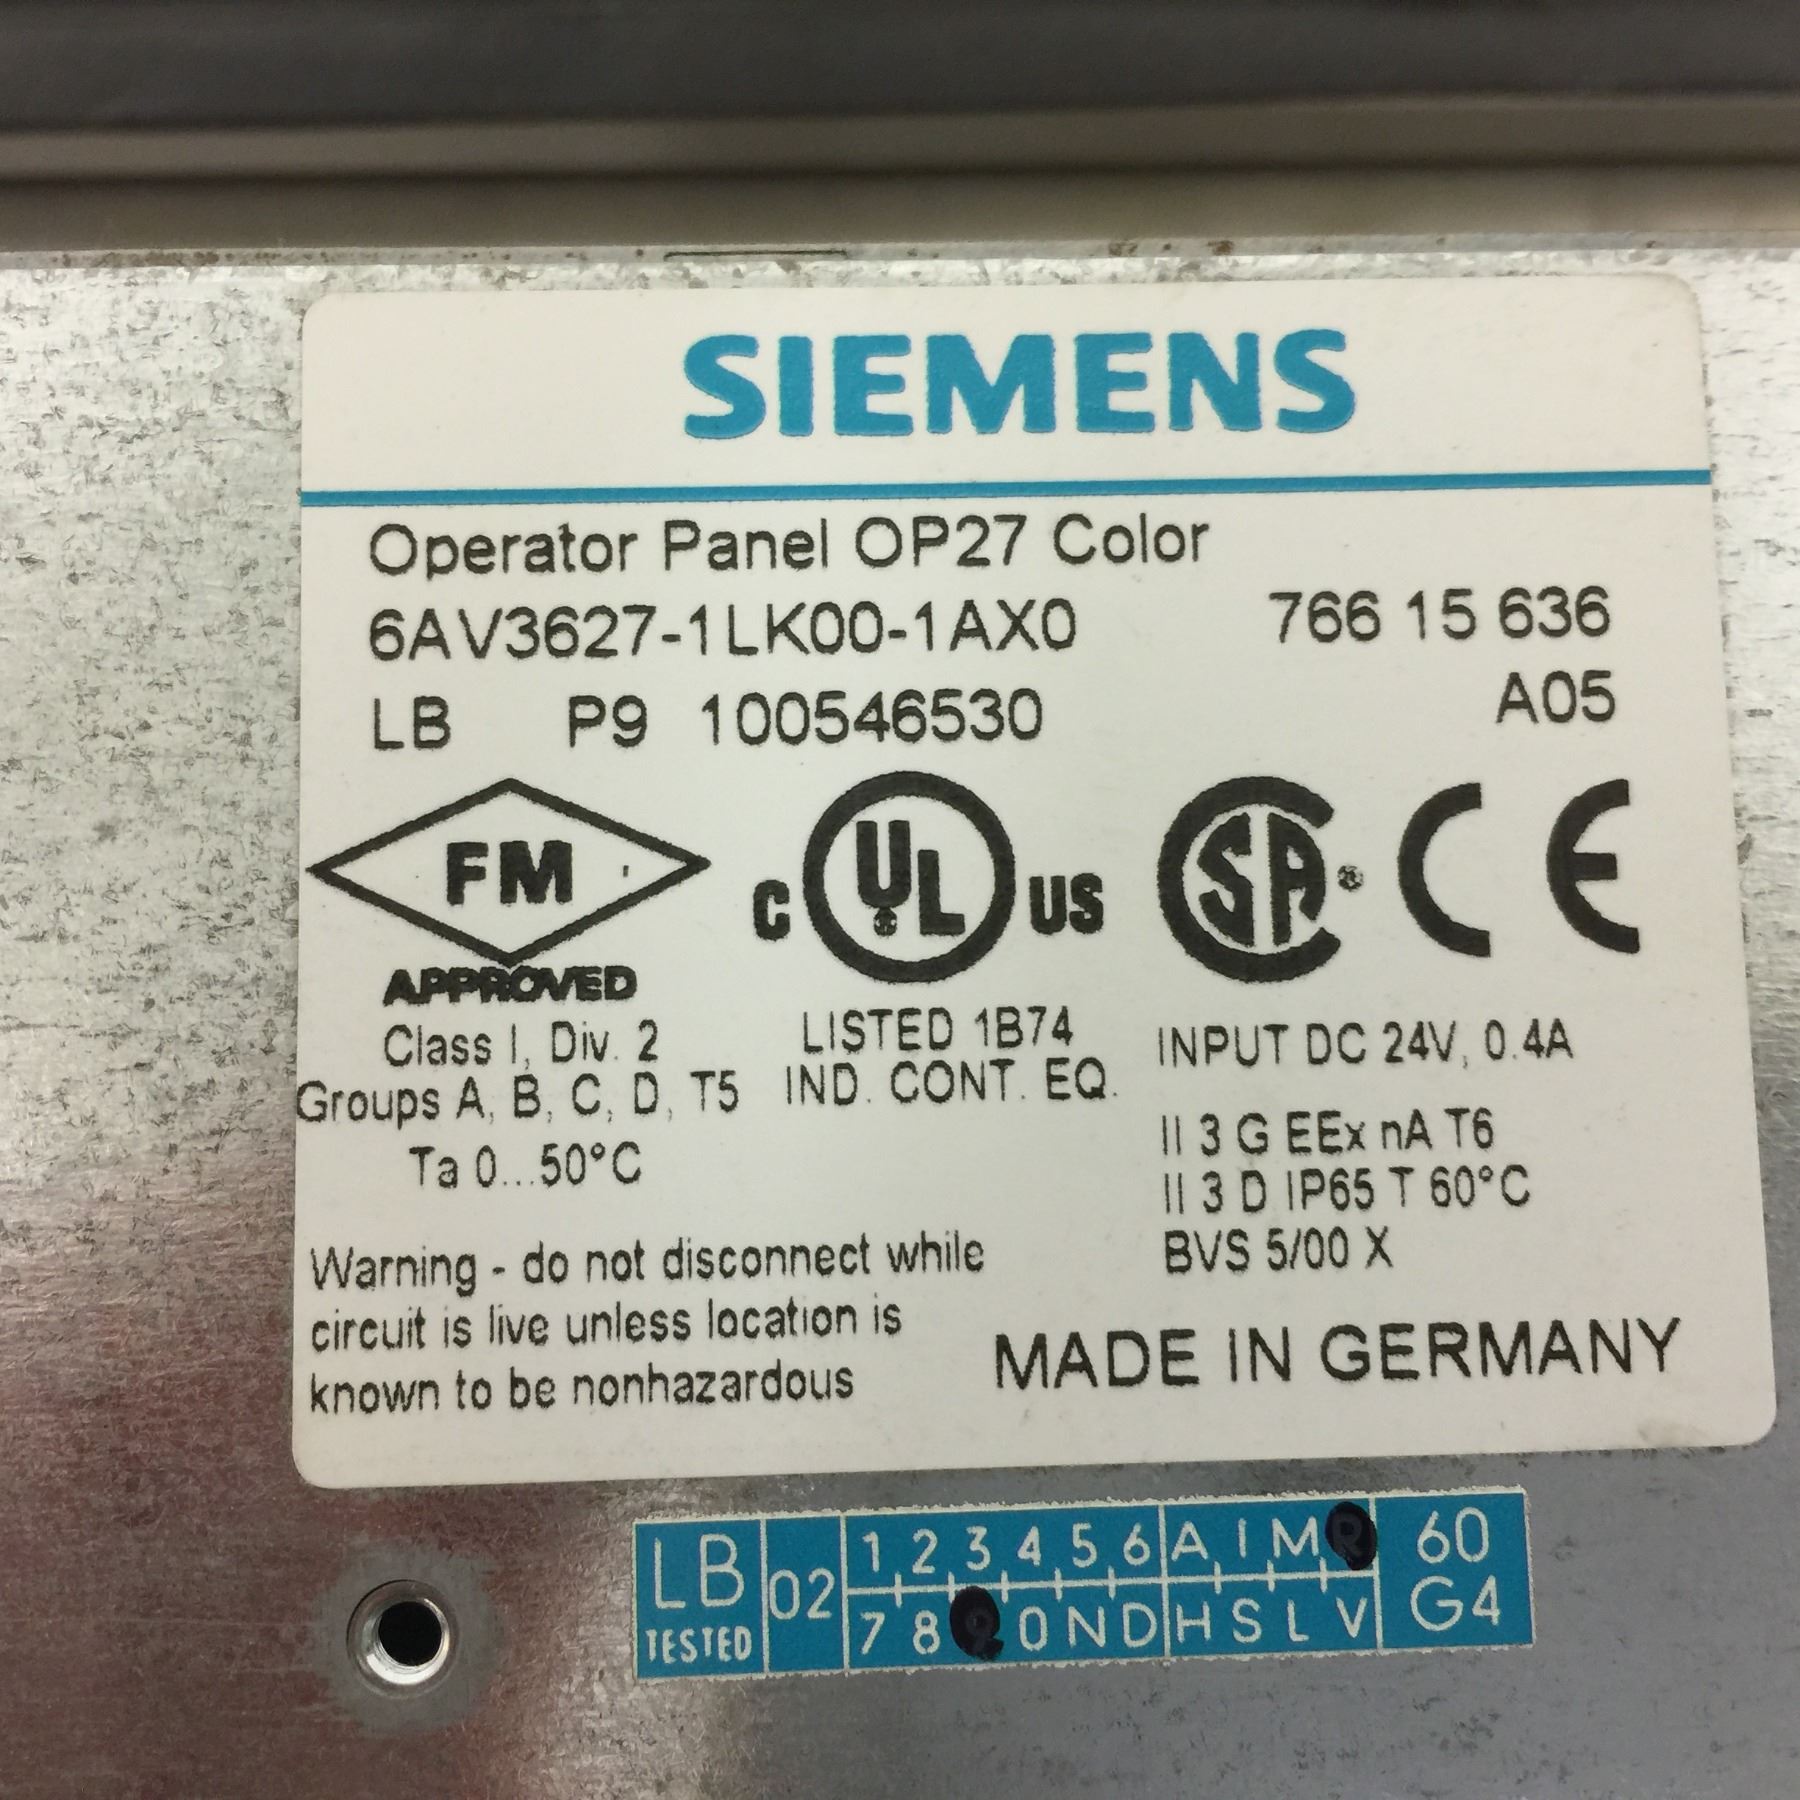 SIEMENS
Operator Panel OP27 Color
6AV3627-1LK00-1AX0 766 15 636
LB P9 100546530 A05
FM
APPROVED
C UL US
SA
CE
Class I, Div. 2
Groups A, B, C, D, T5
Ta 0...50°C
LISTED 1B74
IND. CONT. EQ.
INPUT DC 24V, 0.4A
II 3 G EEx nA T6
II 3 D IP65 T 60°C
BVS 5/00 X
Warning - do not disconnect while
circuit is live unless location is
known to be nonhazardous
MADE IN GERMANY
LB
TESTED
02
1 2 3 4 5 6 A I M R
7 8 9 O N D H S L V
60
G4